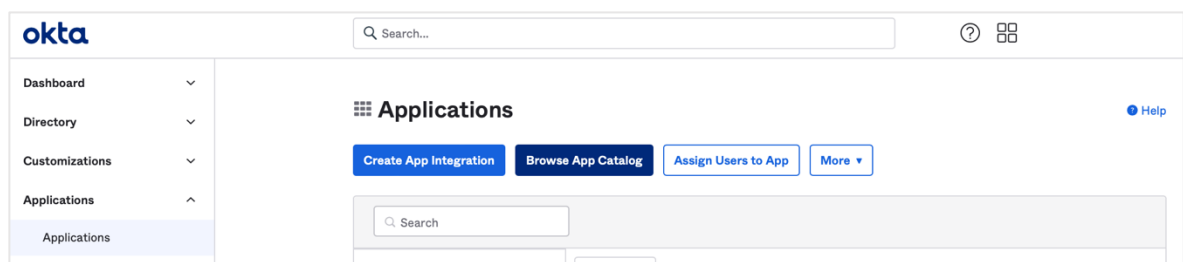 okta
Search...
Dashboard
Directory
Customizations
Applications
Applications
Applications
Help
Create App Integration
Browse App Catalog
Assign Users to App
More
Search